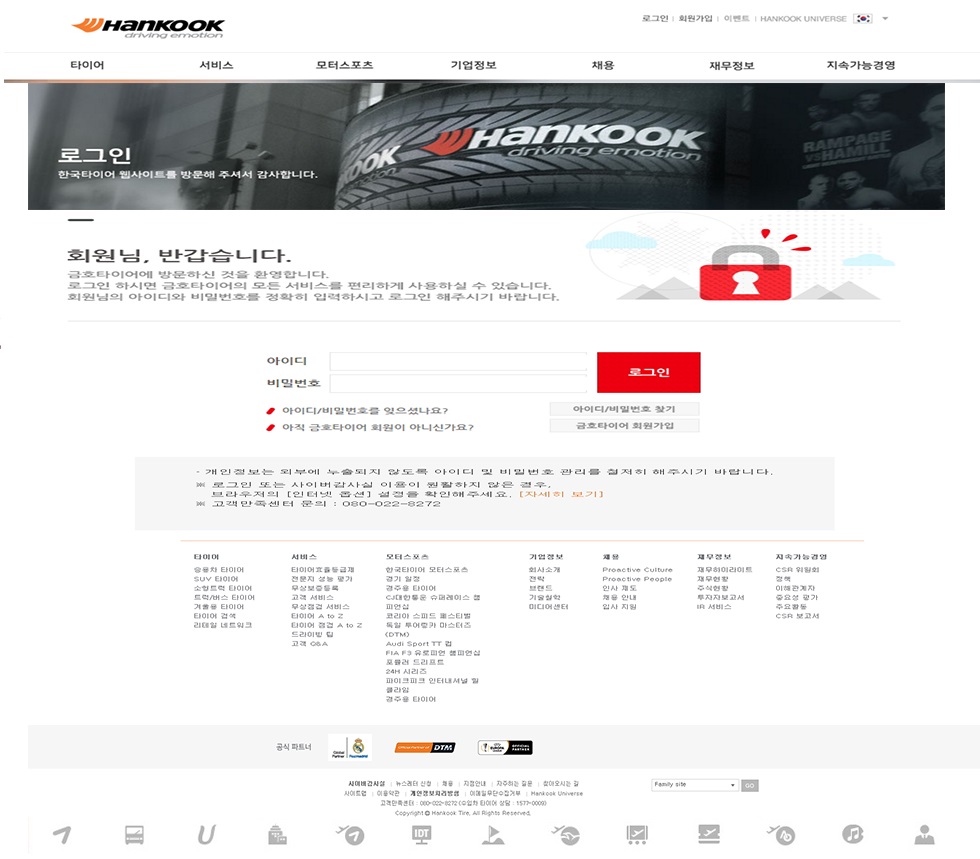 HANKOOK
driving emotion
로그인 | 회원가입 | 이벤트 | HANKOOK UNIVERSE
타이어 서비스 모터스포츠 기업정보 채용 재무정보 지속가능경영
HANKOOK
driving emotion
OOK
RAMPAGE
VS HAMILL
로그인
한국타이어 웹사이트를 방문해 주셔서 감사합니다.
회원님, 반갑습니다.
금호타이어에 방문하신 것을 환영합니다.
로그인 하시면 금호타이어의 모든 서비스를 편리하게 사용하실 수 있습니다.
회원님의 아이디와 비밀번호를 정확히 입력하시고 로그인 해주시기 바랍니다.
아이디
비밀번호
로그인
아이디/비밀번호를 잊으셨나요? 아이디/비밀번호 찾기
아직 금호타이어 회원이 아니신가요? 금호타이어 회원가입
- 개인정보는 외부에 누출되지 않도록 아이디 및 비밀번호 관리를 철저히 해주시기 바랍니다.
※ 로그인 또는 사이버감사실 이용이 원활하지 않은 경우,
브라우저의 [인터넷 옵션] 설정을 확인해주세요. [자세히 보기]
※ 고객만족센터 문의 : 080-022-8272
타이어 서비스 모터스포츠 기업정보 채용 재무정보 지속가능경영
승용차 타이어 타이어효율등급제 한국타이어 모터스포츠 회사소개 Proactive Culture 재무하이라이트 CSR 위원회
SUV 타이어 전문지 성능 평가 경기 일정 전략 Proactive People 재무현황 정책
소형트럭 타이어 무상보증등록 경주용 타이어 브랜드 인사 제도 주식현황 이해관계자
트럭/버스 타이어 고객 서비스 CJ대한통운 슈퍼레이스 챔 기술철학 채용 안내 투자자보고서 중요성 평가
겨울용 타이어 무상점검 서비스 피언십 미디어센터 입사 지원 IR 서비스 주요활동
타이어 검색 타이어 A to Z 코리아 스피드 페스티벌 CSR 보고서
리테일 네트워크 타이어 점검 A to Z 독일 투어링카 마스터즈
드라이빙 팁 (DTM)
고객 Q&A Audi Sport TT 컵
FIA F3 유로피언 챔피언십
포뮬러 드리프트
24H 시리즈
파이크피크 인터내셔널 힐
클라임
경주용 타이어
공식 파트너 Global Partner Realmadrid DTM EUROPA OFFICIAL PARTNER
사이버감사실 | 뉴스레터 신청 | 채용 | 지점안내 | 자주하는 질문 | 찾아오시는 길
사이트맵 | 이용약관 | 개인정보처리방침 | 이메일무단수집거부 | Hankook Universe
고객만족센터 : 080-022-8272 (수입차 타이어 상담 : 1577-0009)
Copyright © Hankook Tire, All Rights Reserved.
Family site GO
IDT